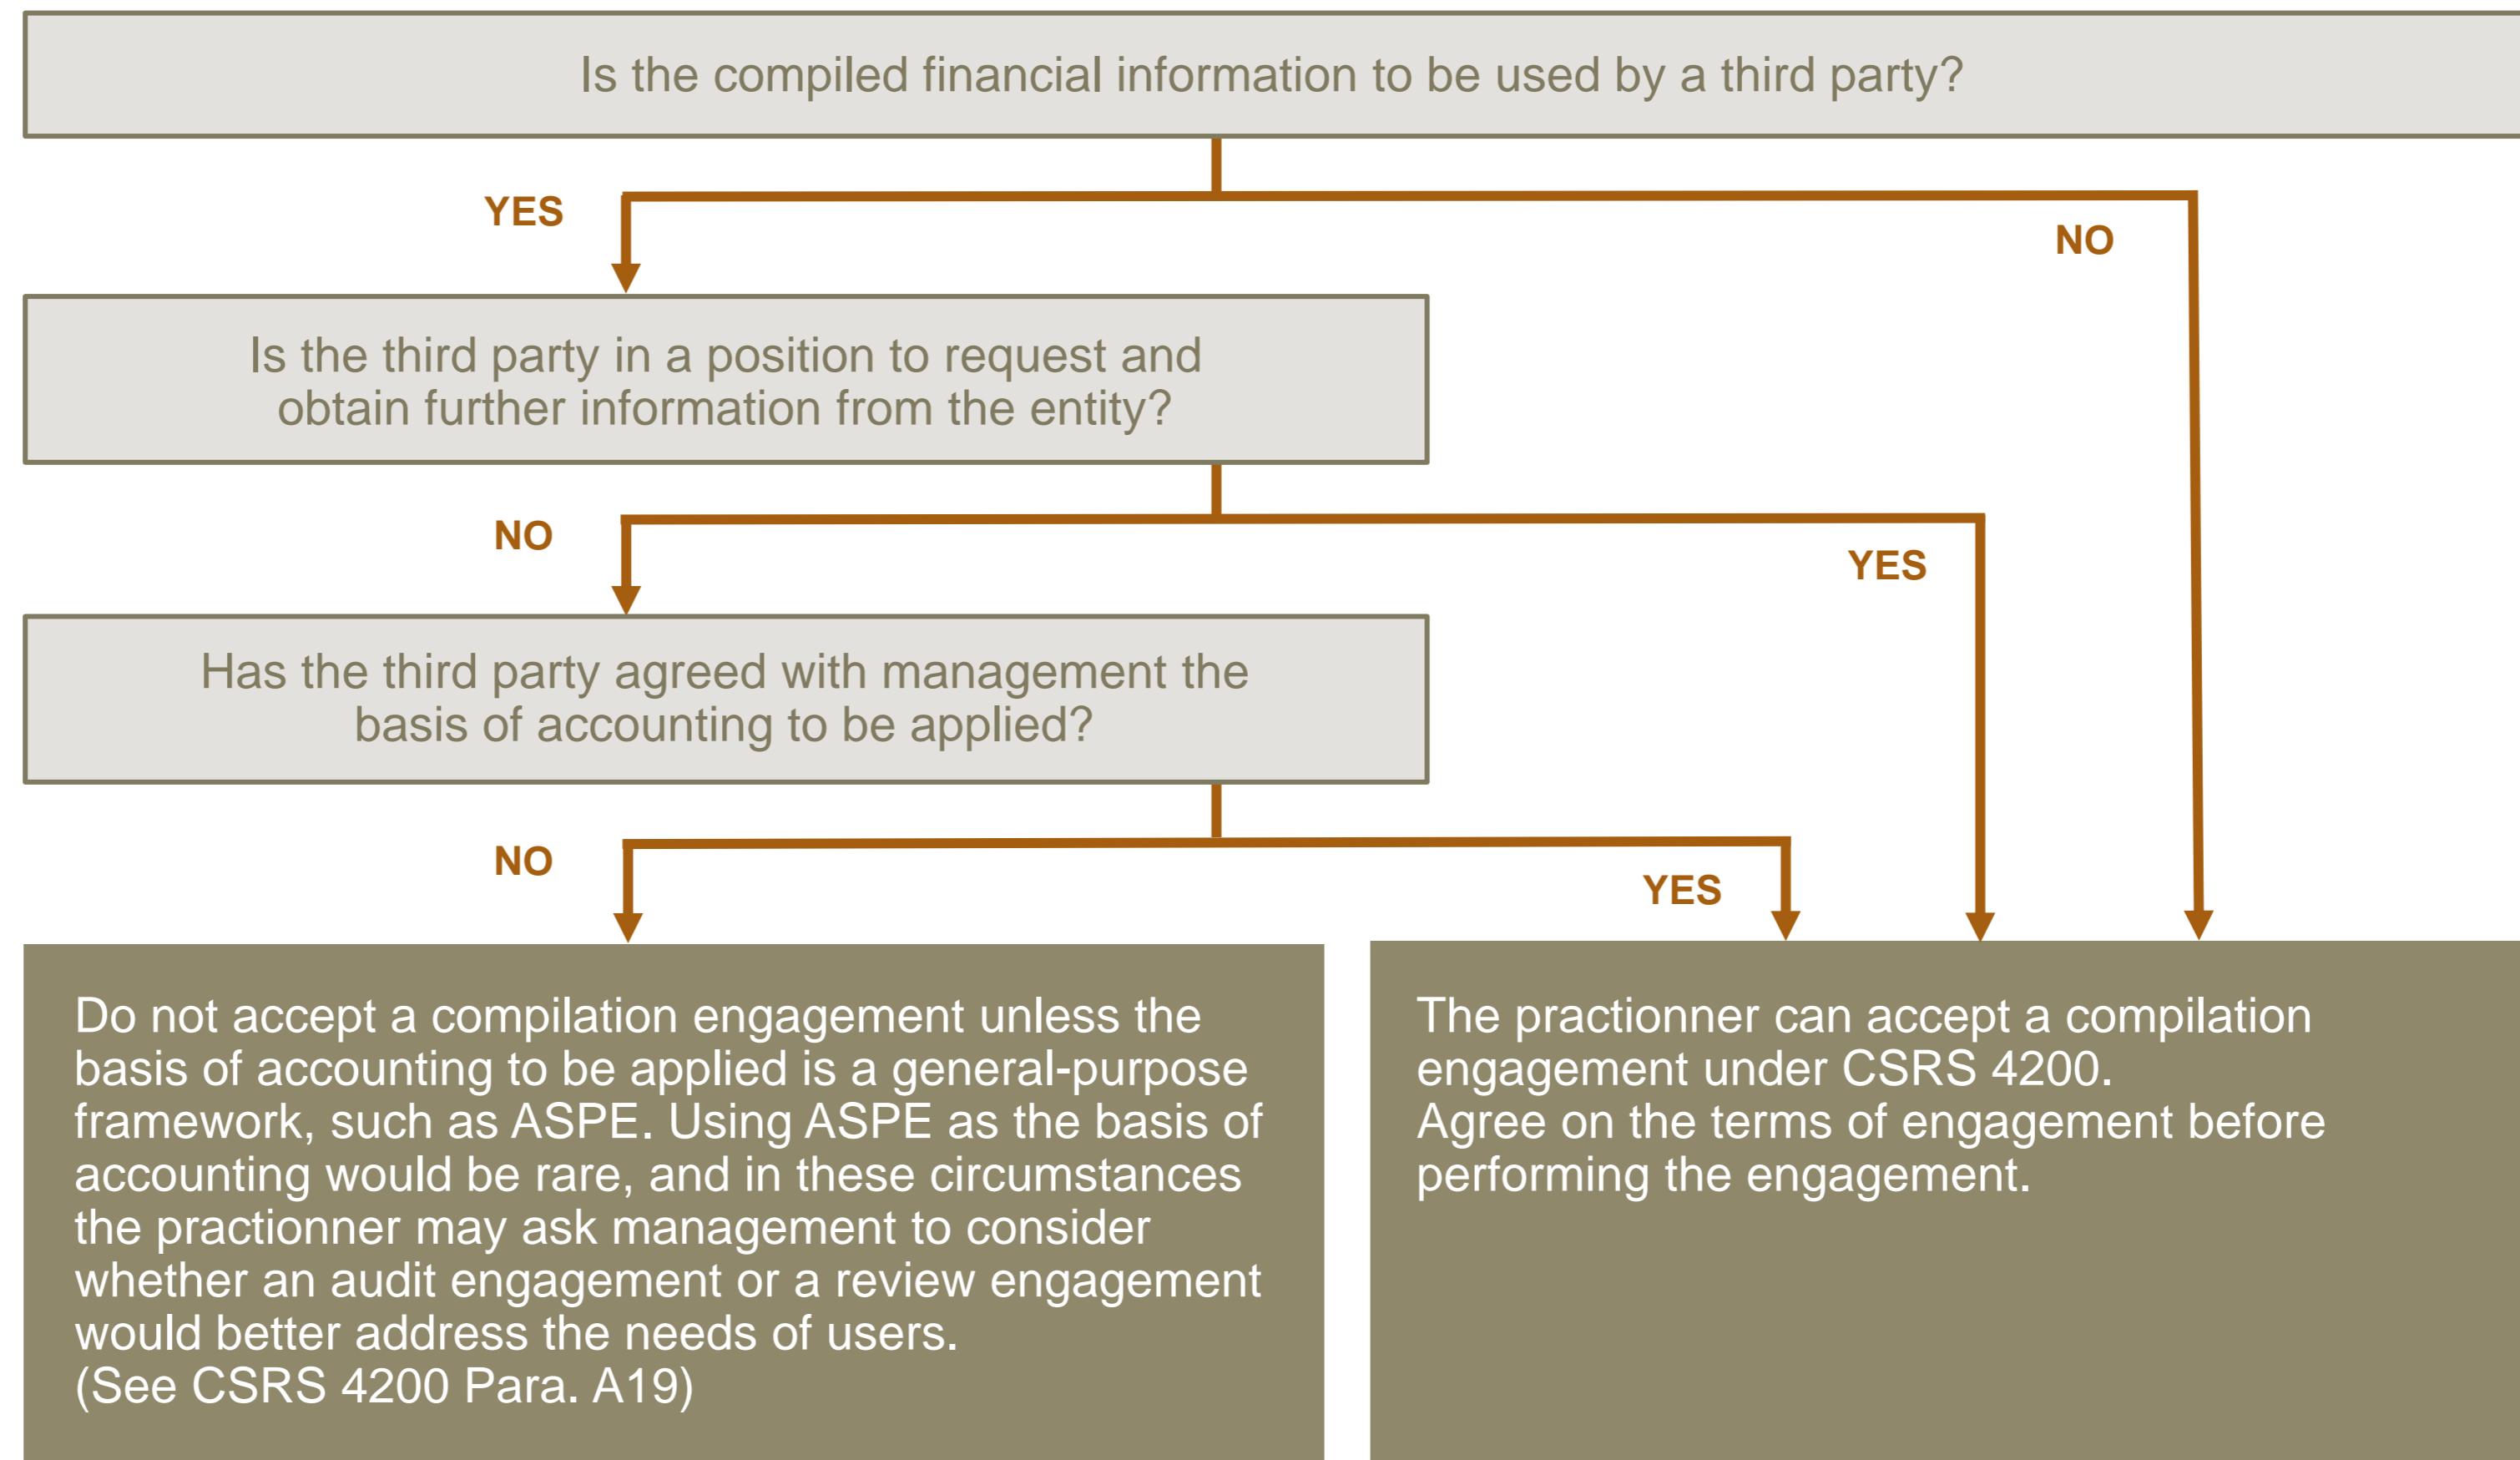 Is the compiled financial information to be used by a third party?
YES
NO
Is the third party in a position to request and
obtain further information from the entity?
NO
YES
Has the third party agreed with management the
basis of accounting to be applied?
NO
YES
Do not accept a compilation engagement unless the
basis of accounting to be applied is a general-purpose
framework, such as ASPE. Using ASPE as the basis of
accounting would be rare, and in these circumstances
the practionner may ask management to consider
whether an audit engagement or a review engagement
would better address the needs of users.
(See CSRS 4200 Para. A19)
The practionner can accept a compilation
engagement under CSRS 4200.
Agree on the terms of engagement before
performing the engagement.